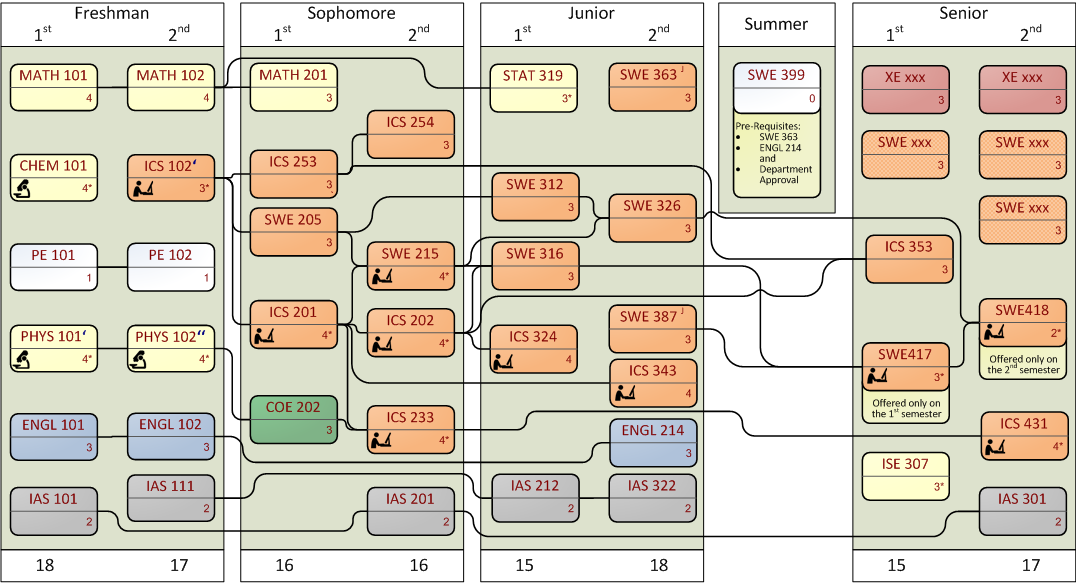 Freshman
1st
2nd
MATH 101
4
MATH 102
4
CHEM 101
4*
ICS 102‘
3*
PE 101
1
PE 102
1
PHYS 101‘
4*
PHYS 102“
4*
ENGL 101
3
ENGL 102
3
IAS 101
2
IAS 111
2
18
17
Sophomore
1st
2nd
MATH 201
3
ICS 254
3
ICS 253
3
SWE 205
3
SWE 215
4*
ICS 201
4*
ICS 202
4*
COE 202
3
ICS 233
4*
IAS 201
2
16
16
Junior
1st
2nd
STAT 319
3*
SWE 363 J
3
SWE 312
3
SWE 326
3
SWE 316
3
ICS 324
4
SWE 387 J
3
ICS 343
4
ENGL 214
3
IAS 212
2
IAS 322
2
15
18
Summer
SWE 399
0
Pre-Requisites:
• SWE 363
• ENGL 214
and
• Department
Approval
Senior
1st
2nd
XE xxx
3
XE xxx
3
SWE xxx
3
SWE xxx
3
SWE xxx
3
ICS 353
3
SWE418
2*
Offered only on
the 2nd semester
SWE417
3*
Offered only on
the 1st semester
ICS 431
4*
ISE 307
3*
IAS 301
2
15
17